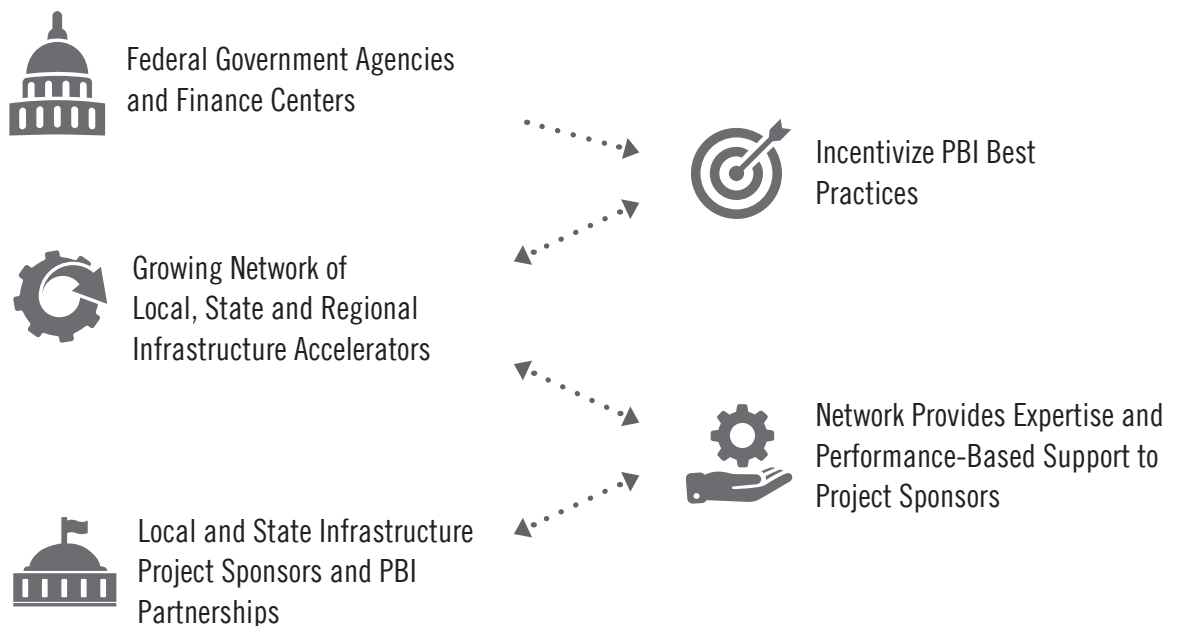 Federal Government Agencies
and Finance Centers
Incentivize PBI Best
Practices
Growing Network of
Local, State and Regional
Infrastructure Accelerators
Network Provides Expertise and
Performance-Based Support to
Project Sponsors
Local and State Infrastructure
Project Sponsors and PBI
Partnerships